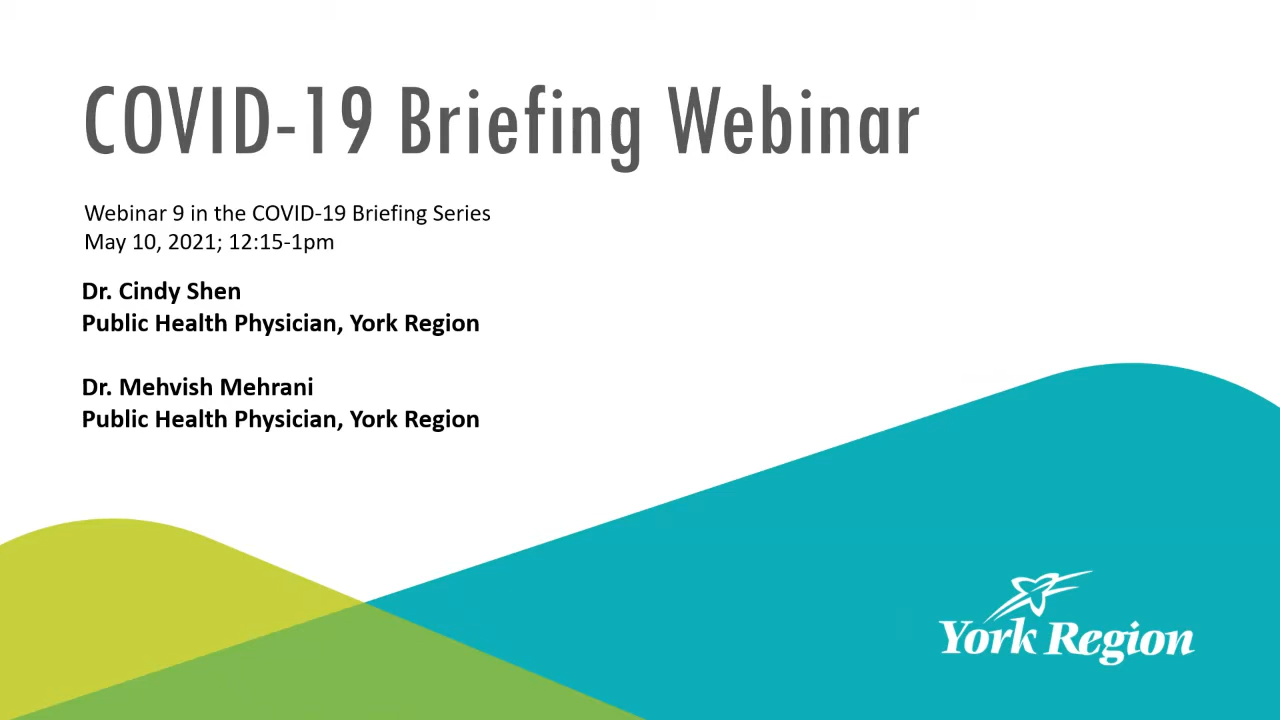 COVID-19 Briefing Webinar
Webinar 9 in the COVID-19 Briefing Series
May 10, 2021; 12:15-1pm
Dr. Cindy Shen
Public Health Physician, York Region
Dr. Mehvish Mehrani
Public Health Physician, York Region
York Region